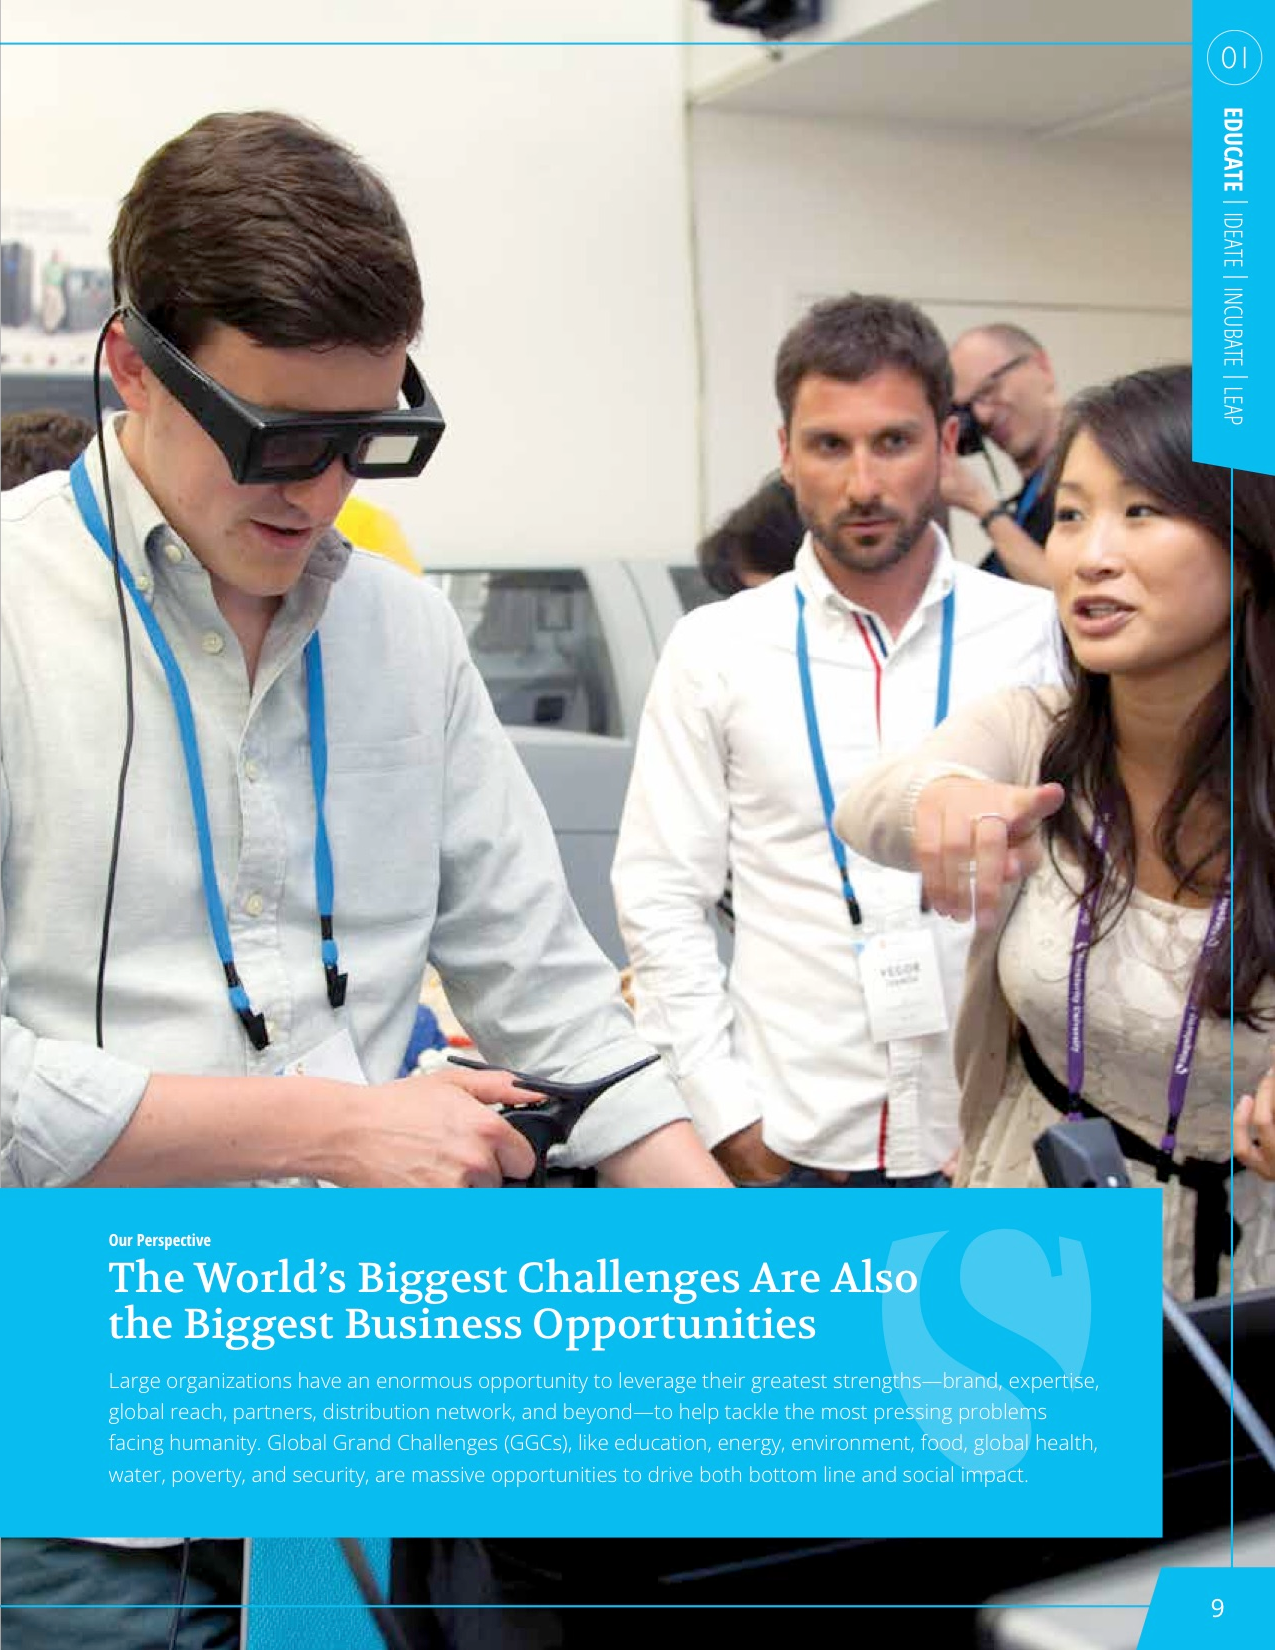 01
EDUCATE | IDEATE | INCUBATE | LEAP
YEGOR
Our Perspective
The World’s Biggest Challenges Are Also
the Biggest Business Opportunities
Large organizations have an enormous opportunity to leverage their greatest strengths—brand, expertise,
global reach, partners, distribution network, and beyond—to help tackle the most pressing problems
facing humanity. Global Grand Challenges (GGCs), like education, energy, environment, food, global health,
water, poverty, and security, are massive opportunities to drive both bottom line and social impact.
9